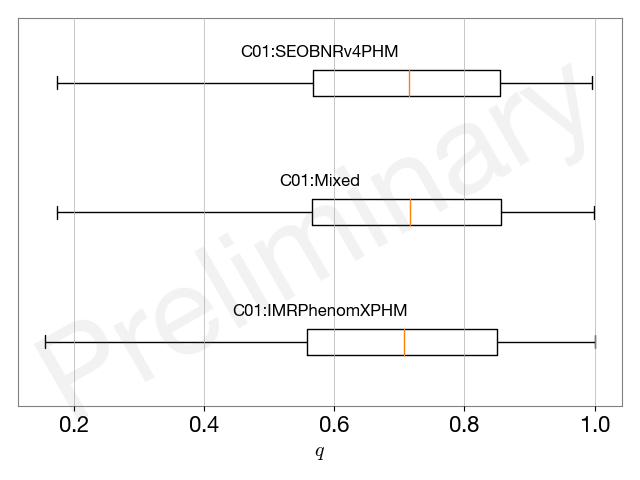 C01:SEOBNRv4PHM
C01:Mixed
C01:IMRPhenomXPHM
Preliminary
0.2 0.4 0.6 0.8 1.0
q